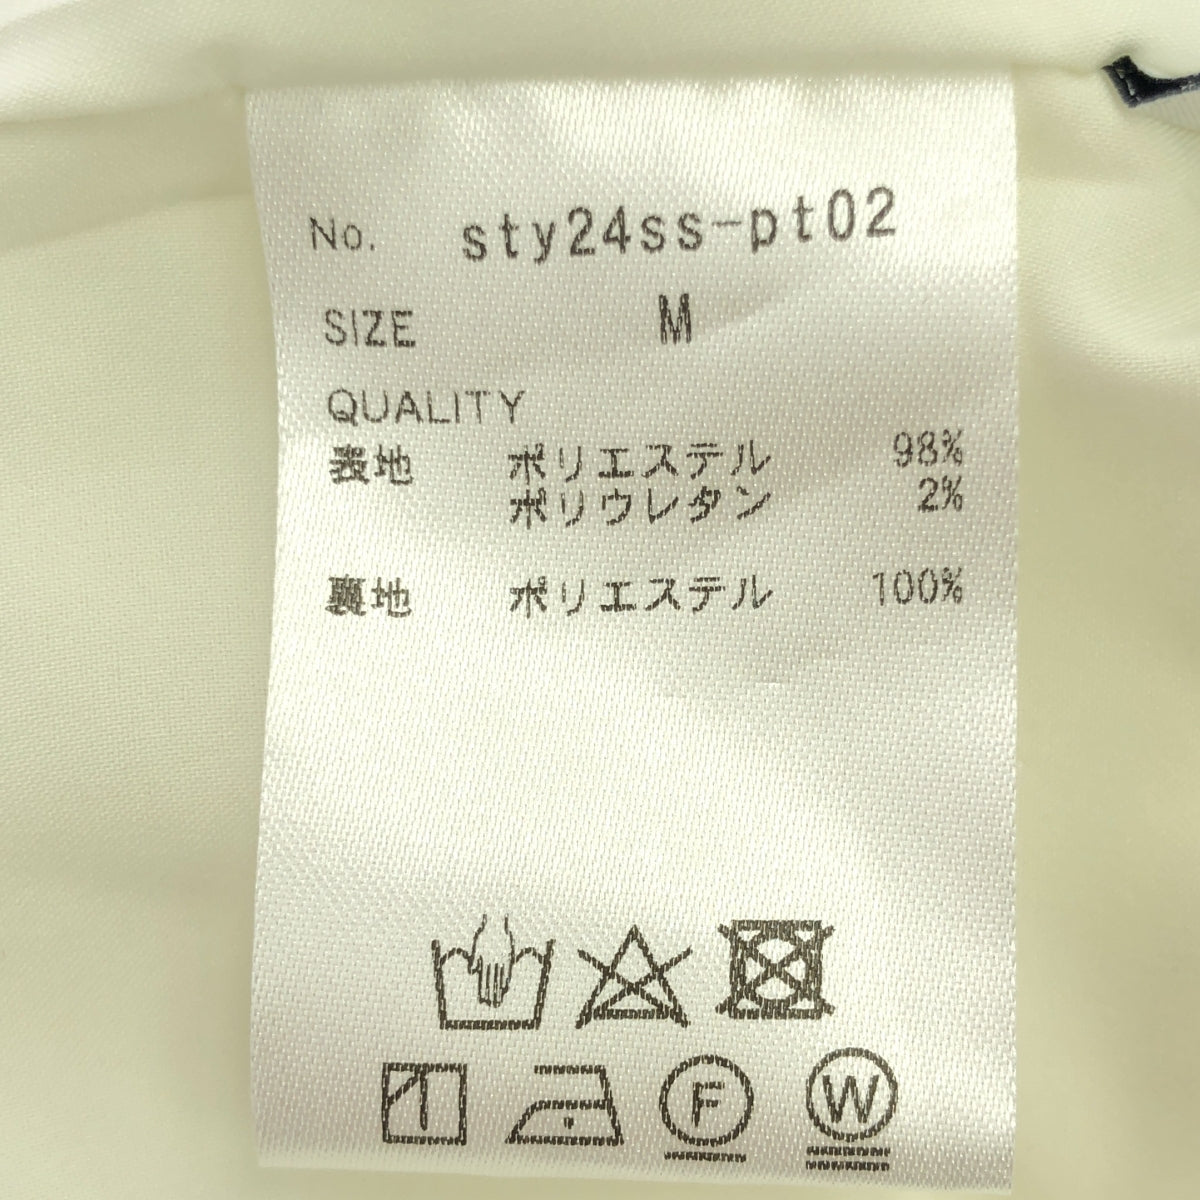 No. sty24ss-pt02
SIZE M
QUALITY
表地 ポリエステル 98%
ポリウレタン 2%
裏地 ポリエステル 100%
F W